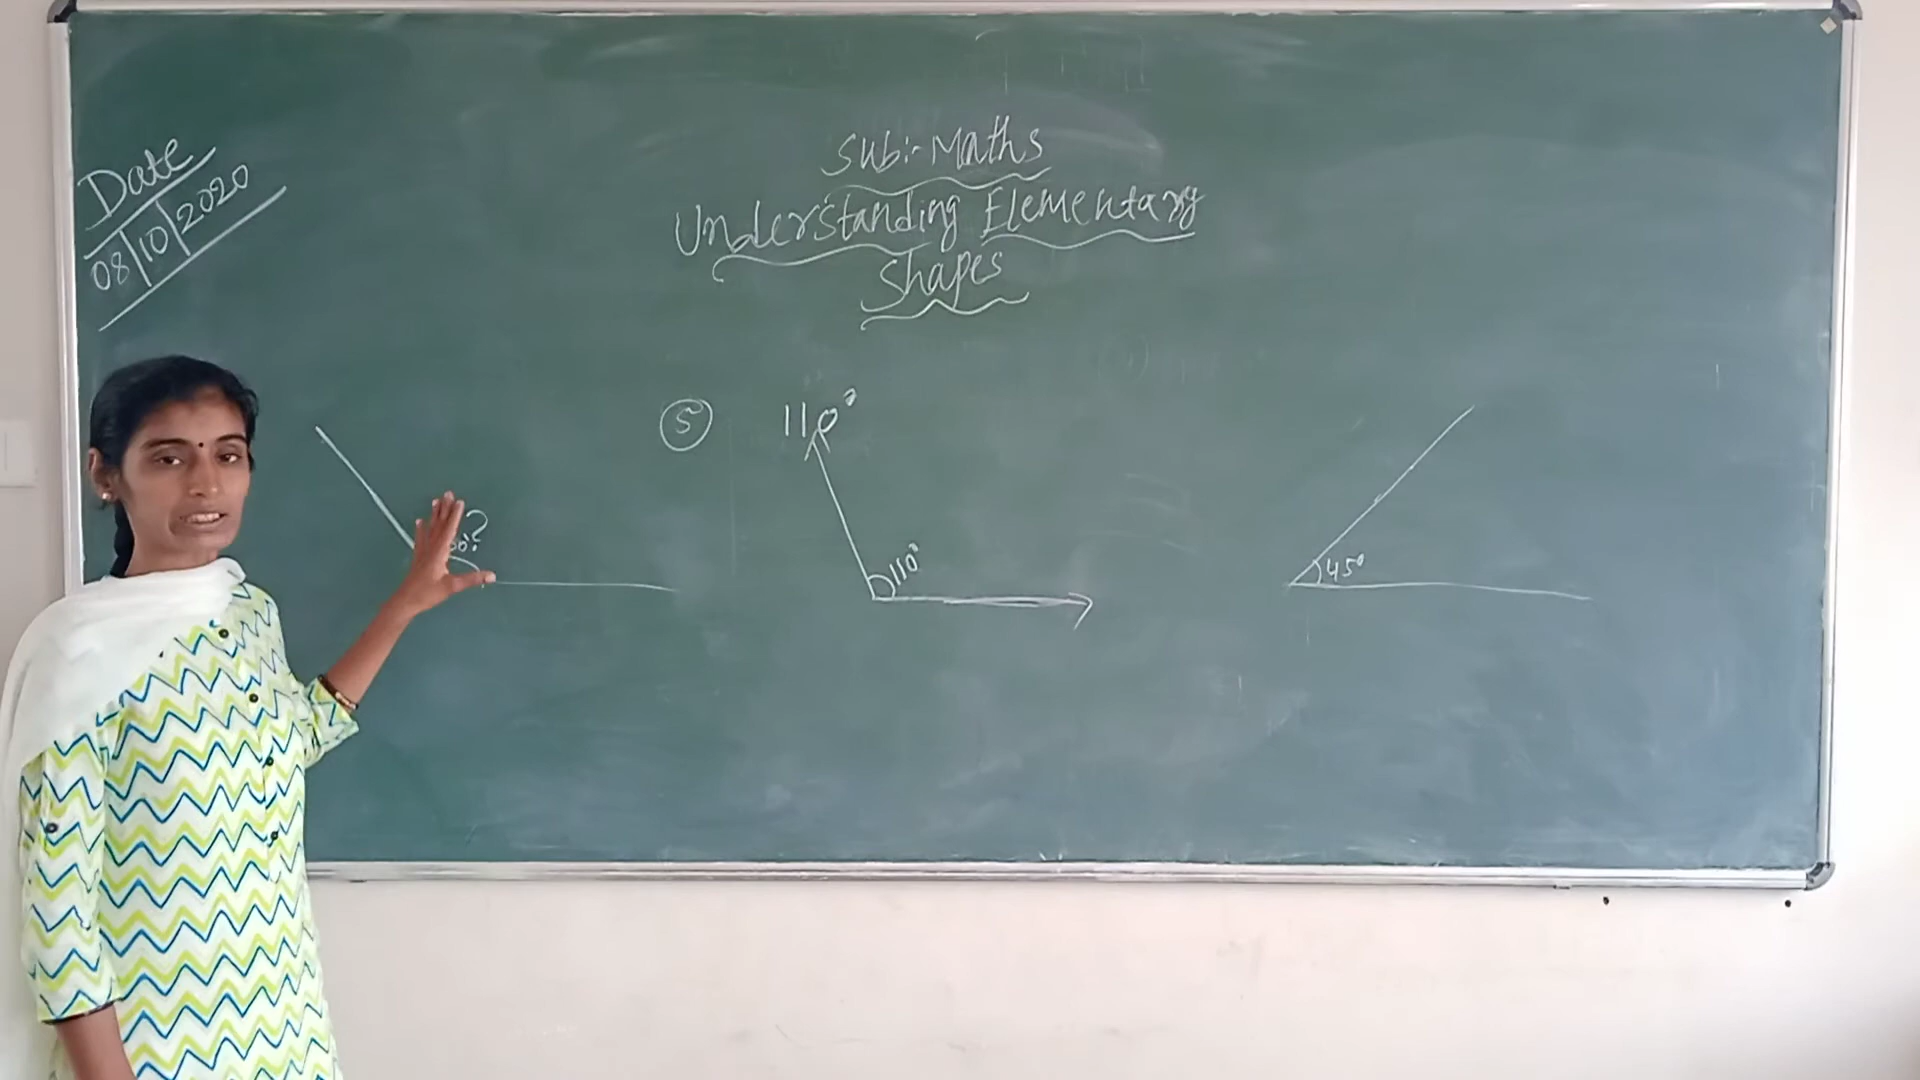 Date
08/10/2020
Sub:- Maths
Understanding Elementary
Shapes
5
110°
?
110°
45°